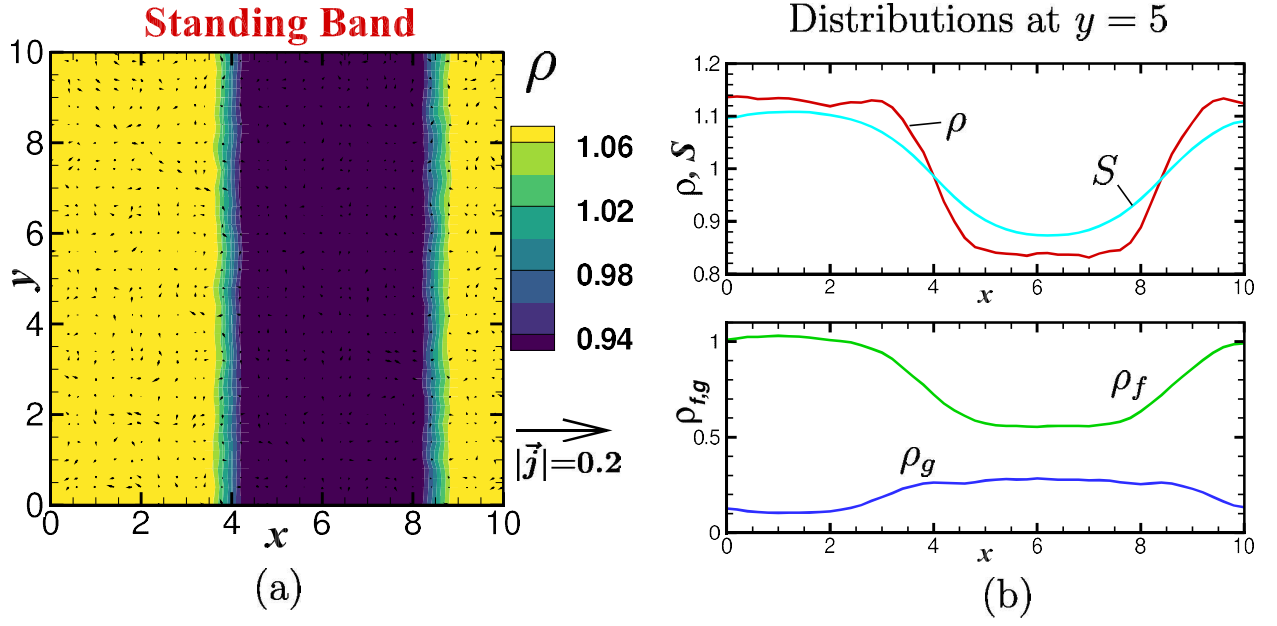 Standing Band
10
8
6
4
2
0
y
0 2 4 6 8 10
x
ρ
1.06
1.02
0.98
0.94
|j⃗|=0.2
(a)
Distributions at y = 5
1.2
1.1
1
0.9
0.8
ρ, S
ρ
S
0 2 4 6 8 10
x
1
0.5
0
ρf,g
ρf
ρg
0 2 4 6 8 10
x
(b)